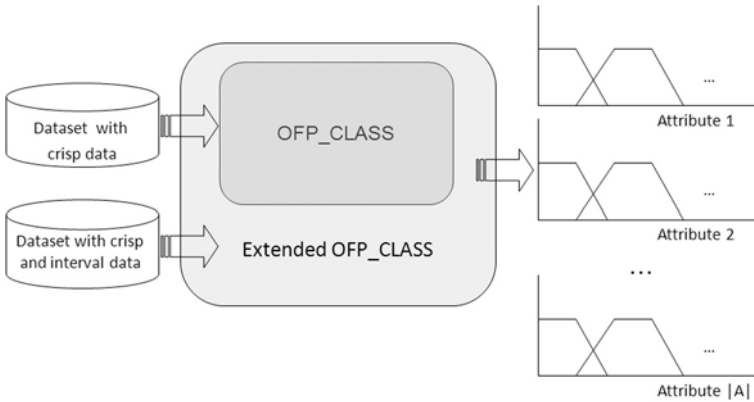 Dataset with
crisp data
Dataset with crisp
and interval data
OFP_CLASS
Extended OFP_CLASS
...
Attribute 1
...
Attribute 2
...
...
Attribute |A|